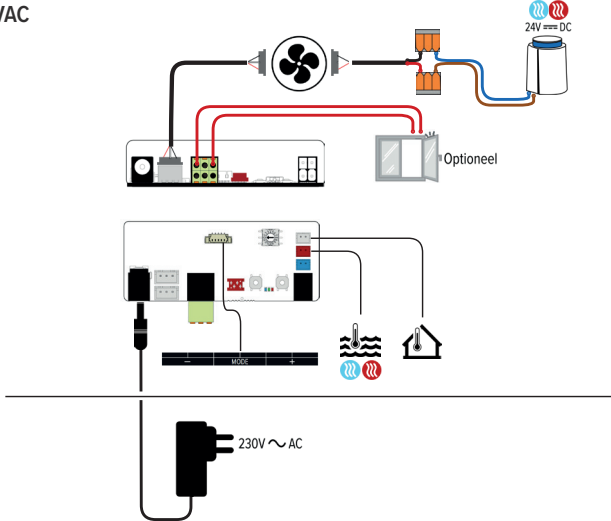 VAC
24V ⎓ DC
Optioneel
− MODE +
230V ~ AC